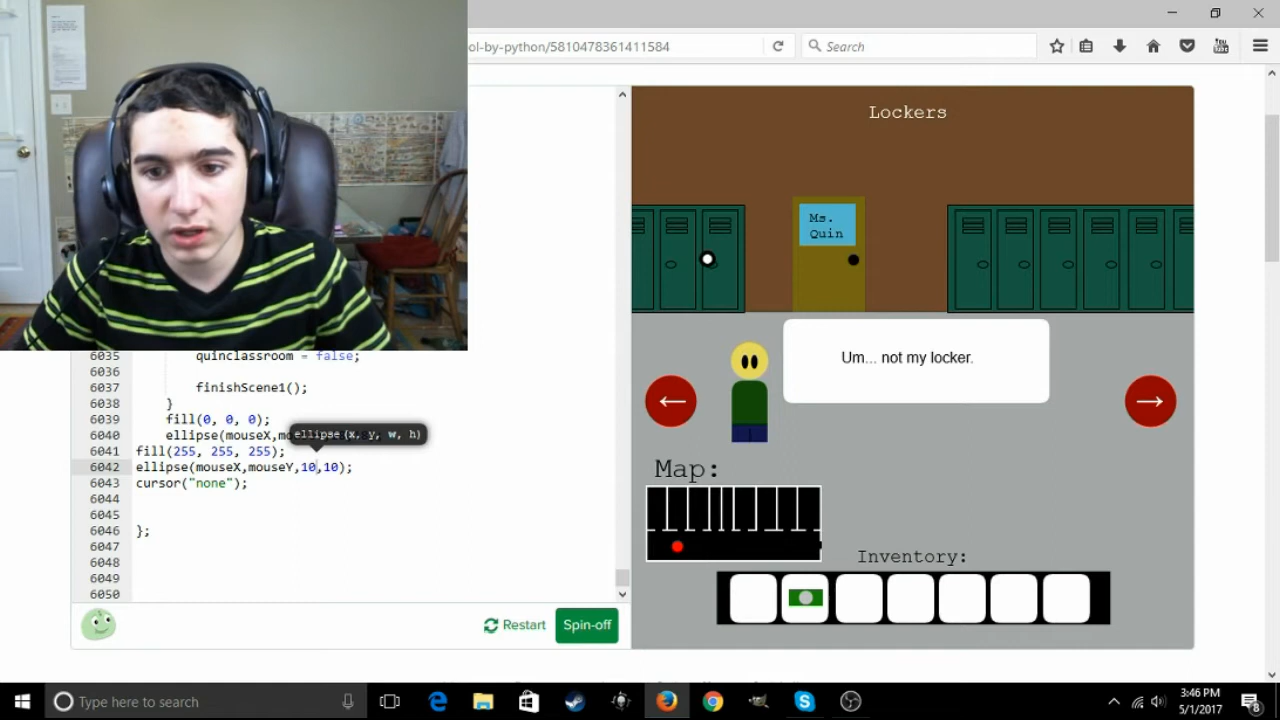 ol-by-python/5810478361411584
Search
Lockers
Ms.
Quin
Um... not my locker.
←
→
Map:
Inventory:
6035 quinclassroom = false;
6036
6037 finishScene1();
6038 }
6039 fill(0, 0, 0);
6040 ellipse(mouseX,m
ellipse(x, y, w, h)
6041 fill(255, 255, 255);
6042 ellipse(mouseX,mouseY,10,10);
6043 cursor("none");
6044
6045
6046 };
6047
6048
6049
6050
Restart
Spin-off
Type here to search
3:46 PM
5/1/2017
8